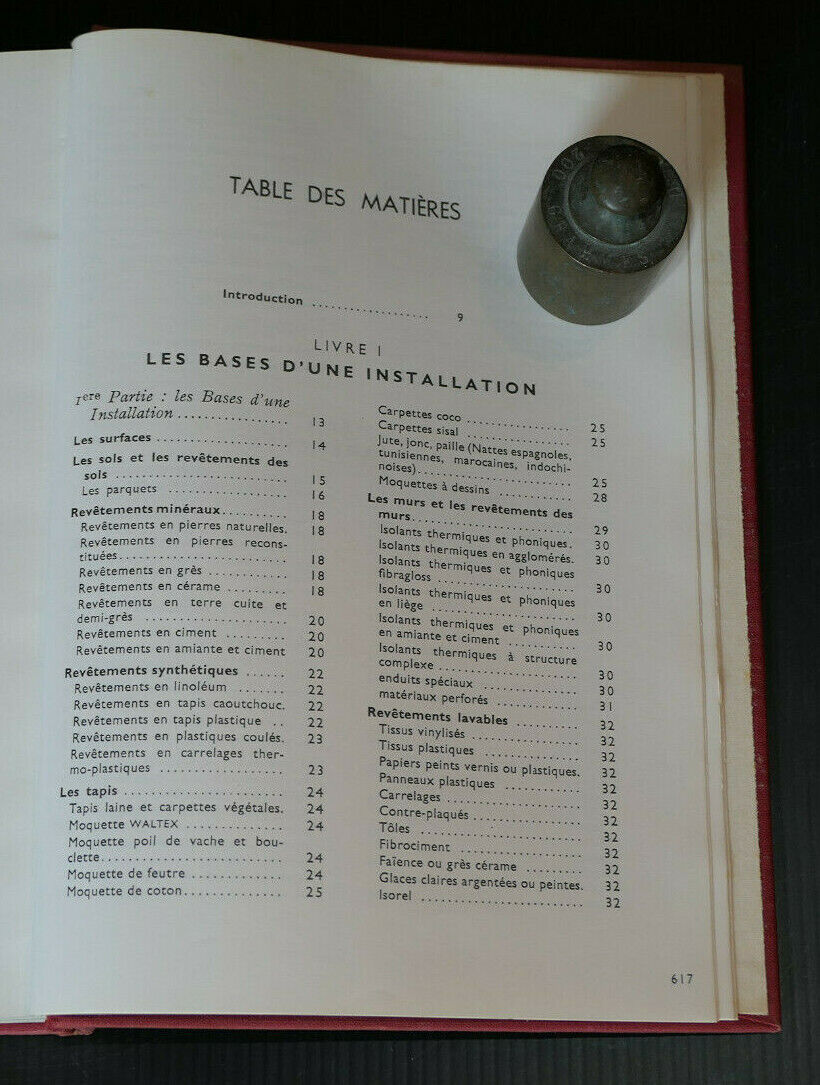 TABLE DES MATIÈRES
200
GRAMMES
Introduction .................. 9
LIVRE I
LES BASES D'UNE INSTALLATION
Iere Partie : les Bases d'une
Installation ................. 13
Les surfaces ..................... 14
Les sols et les revêtements des
sols ........................... 15
Les parquets .................. 16
Revêtements minéraux.......... 18
Revêtements en pierres naturelles. 18
Revêtements en pierres recons-
tituées......................... 18
Revêtements en grès ............ 18
Revêtements en cérame ......... 18
Revêtements en terre cuite et
demi-grès ..................... 20
Revêtements en ciment ......... 20
Revêtements en amiante et ciment 20
Revêtements synthétiques ...... 22
Revêtements en linoléum ....... 22
Revêtements en tapis caoutchouc. 22
Revêtements en tapis plastique .. 22
Revêtements en plastiques coulés. 23
Revêtements en carrelages ther-
mo-plastiques .................. 23
Les tapis ........................ 24
Tapis laine et carpettes végétales. 24
Moquette WALTEX ............... 24
Moquette poil de vache et bou-
clette........................... 24
Moquette de feutre ............. 24
Moquette de coton.............. 25
Carpettes coco ................ 25
Carpettes sisal ................ 25
Jute, jonc, paille (Nattes espagnoles,
tunisiennes, marocaines, indochi-
noises)........................ 25
Moquettes à dessins ........... 28
Les murs et les revêtements des
murs.......................... 29
Isolants thermiques et phoniques. 30
Isolants thermiques en agglomérés. 30
Isolants thermiques et phoniques
fibragloss ..................... 30
Isolants thermiques et phoniques
en liège ...................... 30
Isolants thermiques et phoniques
en amiante et ciment ........... 30
Isolants thermiques à structure
complexe ..................... 30
enduits spéciaux ............... 30
matériaux perforés ............. 31
Revêtements lavables .......... 32
Tissus vinylisés ................ 32
Tissus plastiques ............... 32
Papiers peints vernis ou plastiques. 32
Panneaux plastiques ............ 32
Carrelages .................... 32
Contre-plaqués................. 32
Tôles ......................... 32
Fibrociment ................... 32
Faïence ou grès cérame ......... 32
Glaces claires argentées ou peintes. 32
Isorel ......................... 32
617